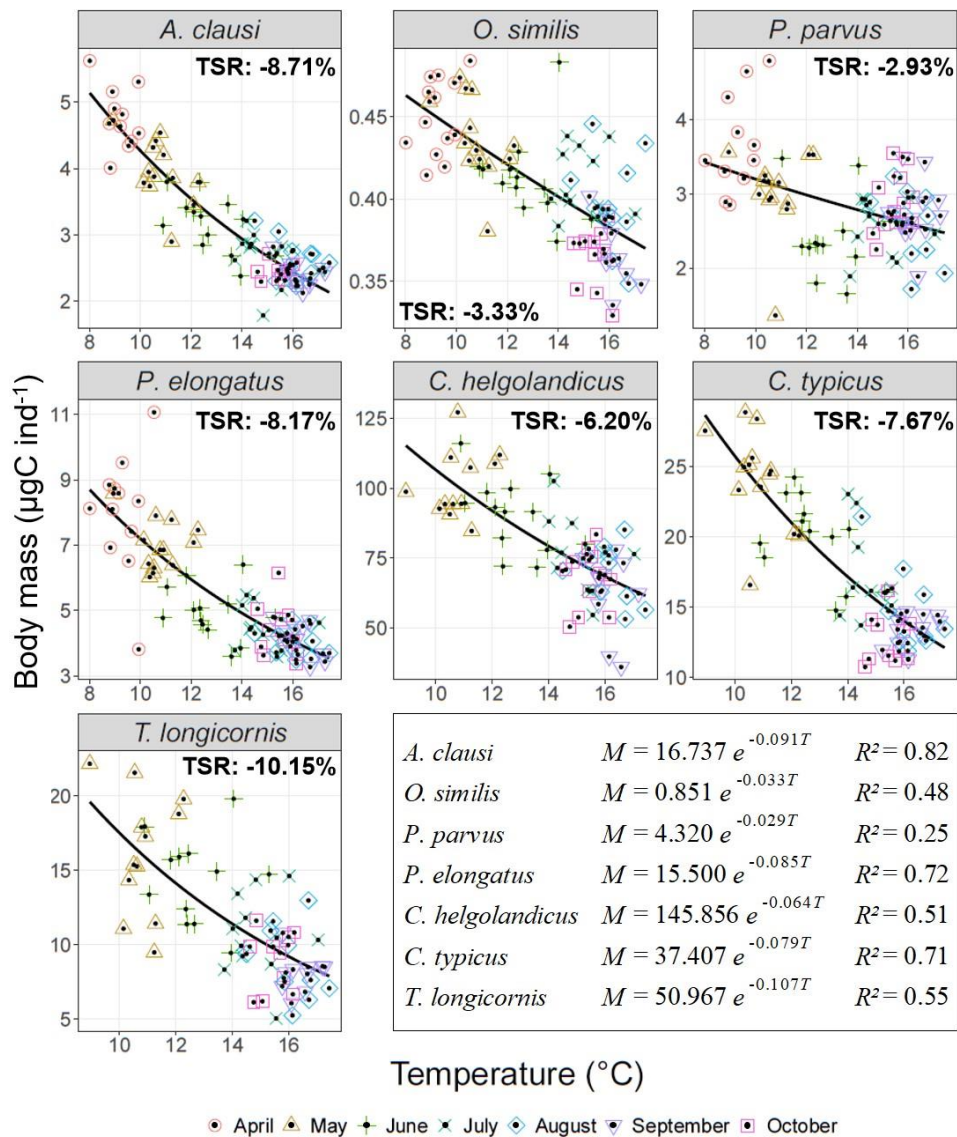 A. clausi
TSR: -8.71%
5
4
3
2
8 10 12 14 16
O. similis
TSR: -3.33%
0.45
0.40
0.35
8 10 12 14 16
P. parvus
TSR: -2.93%
4
3
2
8 10 12 14 16
Body mass (µgC ind-1)
P. elongatus
TSR: -8.17%
11
9
7
5
3
8 10 12 14 16
C. helgolandicus
TSR: -6.20%
125
100
75
50
10 12 14 16
C. typicus
TSR: -7.67%
25
20
15
10
10 12 14 16
T. longicornis
TSR: -10.15%
20
15
10
5
10 12 14 16
A. clausi M = 16.737 e-0.091T R² = 0.82
O. similis M = 0.851 e-0.033T R² = 0.48
P. parvus M = 4.320 e-0.029T R² = 0.25
P. elongatus M = 15.500 e-0.085T R² = 0.72
C. helgolandicus M = 145.856 e-0.064T R² = 0.51
C. typicus M = 37.407 e-0.079T R² = 0.71
T. longicornis M = 50.967 e-0.107T R² = 0.55
Temperature (°C)
April May June July August September October